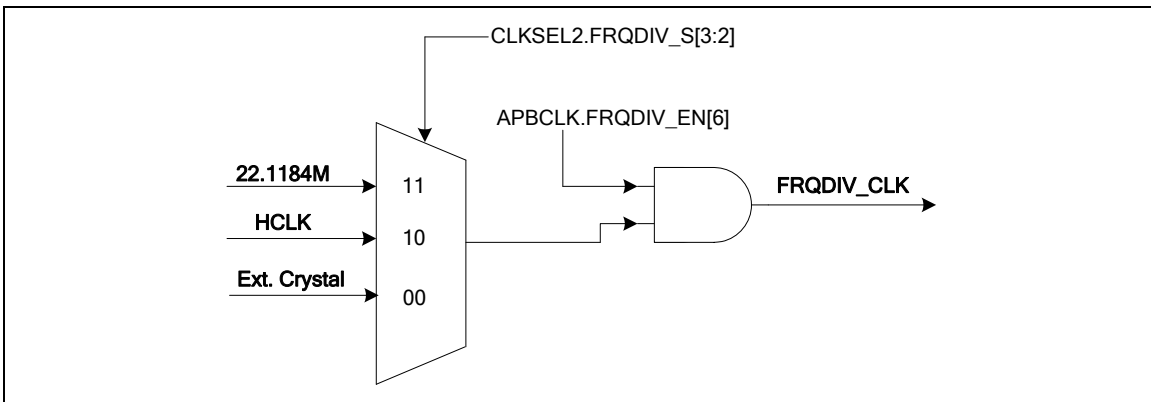 CLKSEL2.FRQDIV_S[3:2]
APBCLK.FRQDIV_EN[6]
22.1184M
11
FRQDIV_CLK
HCLK
10
Ext. Crystal
00